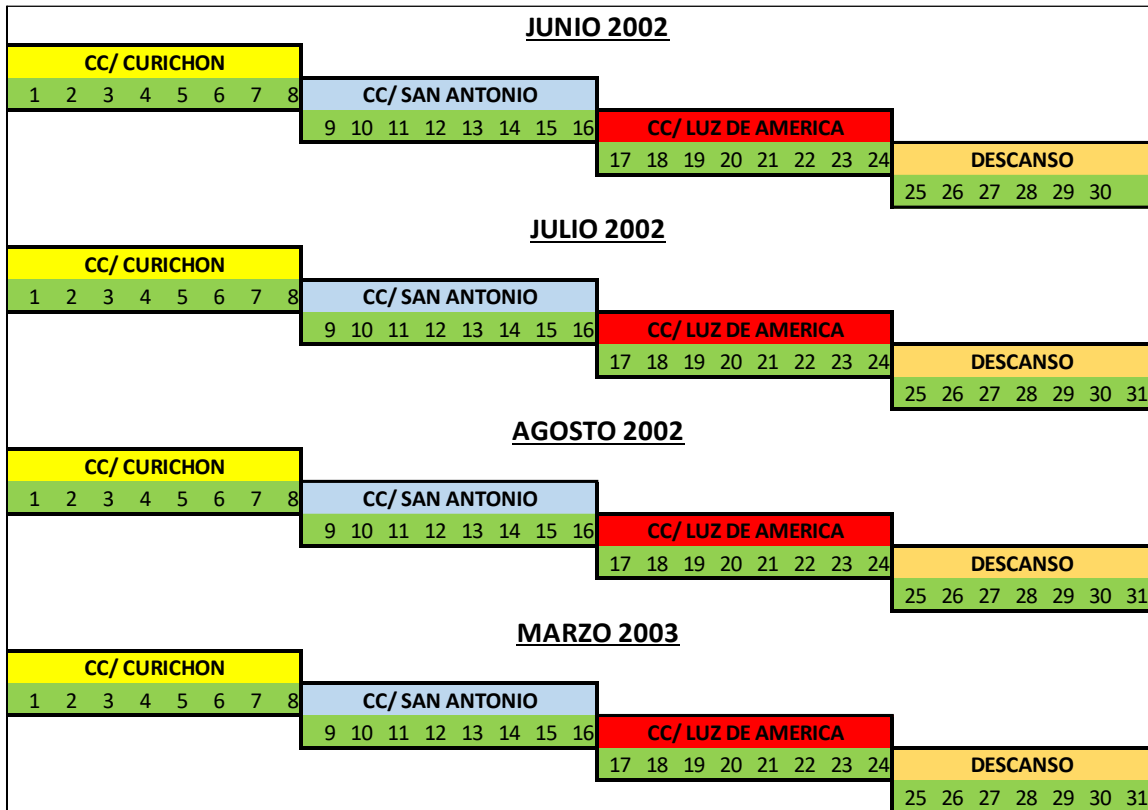 JUNIO 2002
CC/ CURICHON
1 2 3 4 5 6 7 8
CC/ SAN ANTONIO
9 10 11 12 13 14 15 16
CC/ LUZ DE AMERICA
17 18 19 20 21 22 23 24
DESCANSO
25 26 27 28 29 30
JULIO 2002
CC/ CURICHON
1 2 3 4 5 6 7 8
CC/ SAN ANTONIO
9 10 11 12 13 14 15 16
CC/ LUZ DE AMERICA
17 18 19 20 21 22 23 24
DESCANSO
25 26 27 28 29 30 31
AGOSTO 2002
CC/ CURICHON
1 2 3 4 5 6 7 8
CC/ SAN ANTONIO
9 10 11 12 13 14 15 16
CC/ LUZ DE AMERICA
17 18 19 20 21 22 23 24
DESCANSO
25 26 27 28 29 30 31
MARZO 2003
CC/ CURICHON
1 2 3 4 5 6 7 8
CC/ SAN ANTONIO
9 10 11 12 13 14 15 16
CC/ LUZ DE AMERICA
17 18 19 20 21 22 23 24
DESCANSO
25 26 27 28 29 30 31